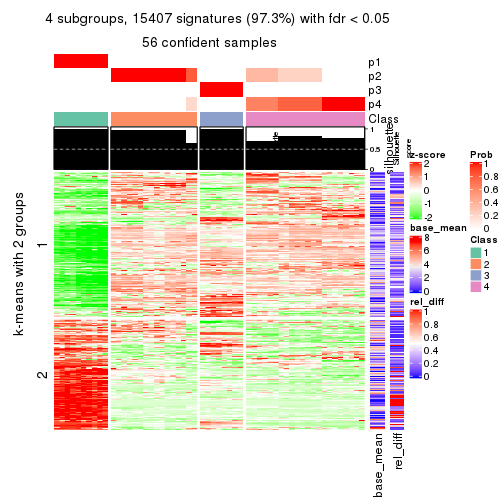 4 subgroups, 15407 signatures (97.3%) with fdr < 0.05
56 confident samples
p1
p2
p3
p4
Class
1
0.5
0
silhouette
Silhouette
score
k-means with 2 groups
1
2
z-score
2
1
0
-1
-2
base_mean
8
6
4
2
0
rel_diff
1
0.8
0.6
0.4
0.2
0
Prob
1
0.8
0.6
0.4
0.2
0
Class
1
2
3
4
base_mean
rel_diff